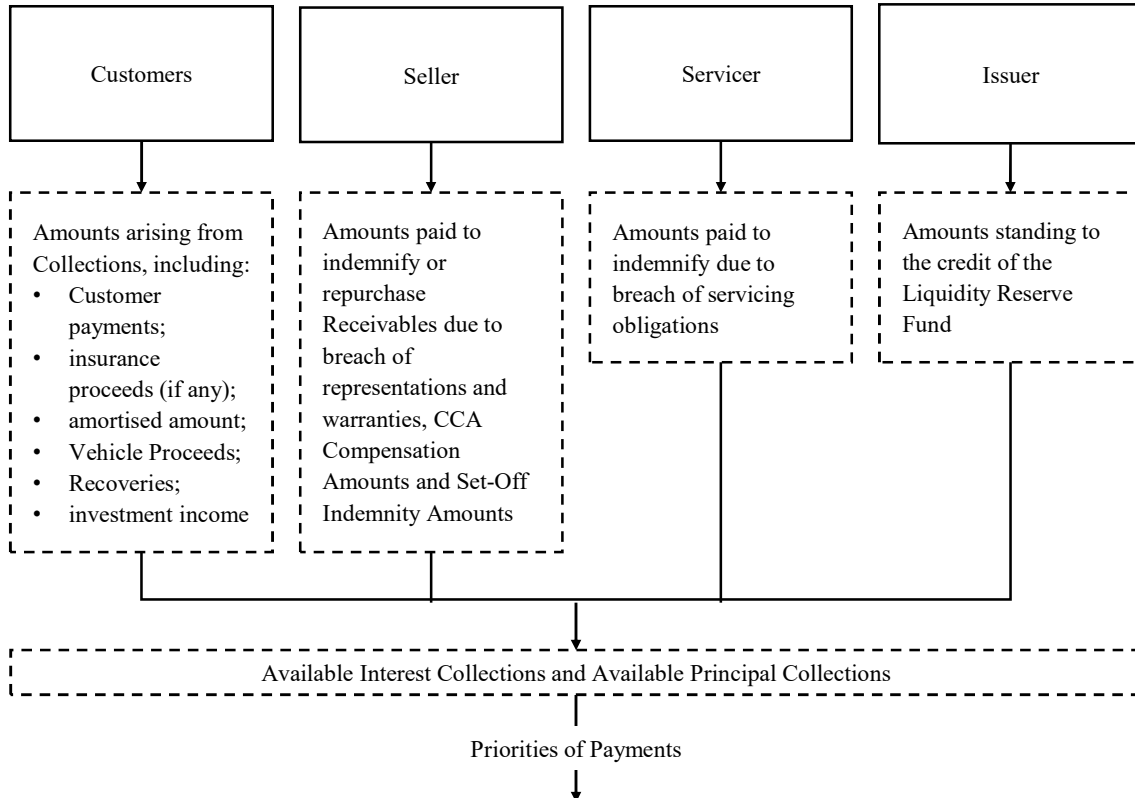 Customers
Seller
Servicer
Issuer
Amounts arising from
Collections, including:
• Customer
payments;
• insurance
proceeds (if any);
• amortised amount;
• Vehicle Proceeds;
• Recoveries;
• investment income
Amounts paid to
indemnify or
repurchase
Receivables due to
breach of
representations and
warranties, CCA
Compensation
Amounts and Set-Off
Indemnity Amounts
Amounts paid to
indemnify due to
breach of servicing
obligations
Amounts standing to
the credit of the
Liquidity Reserve
Fund
Available Interest Collections and Available Principal Collections
Priorities of Payments